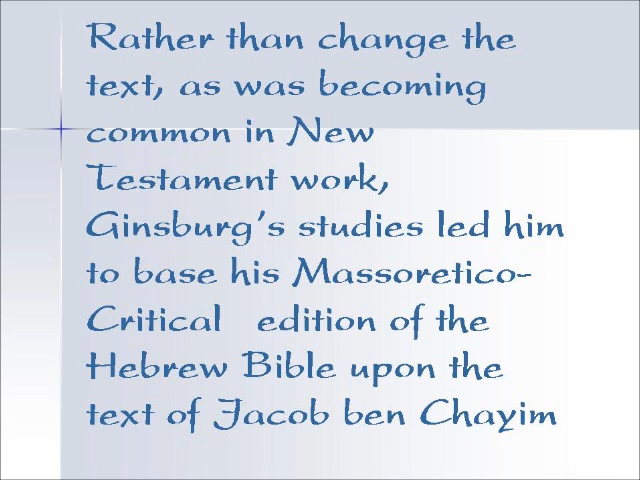 Rather than change the
text, as was becoming
common in New
Testament work,
Ginsburg's studies led him
to base his Massoretico-
Critical   edition of the
Hebrew Bible upon the
text of Jacob ben Chayim